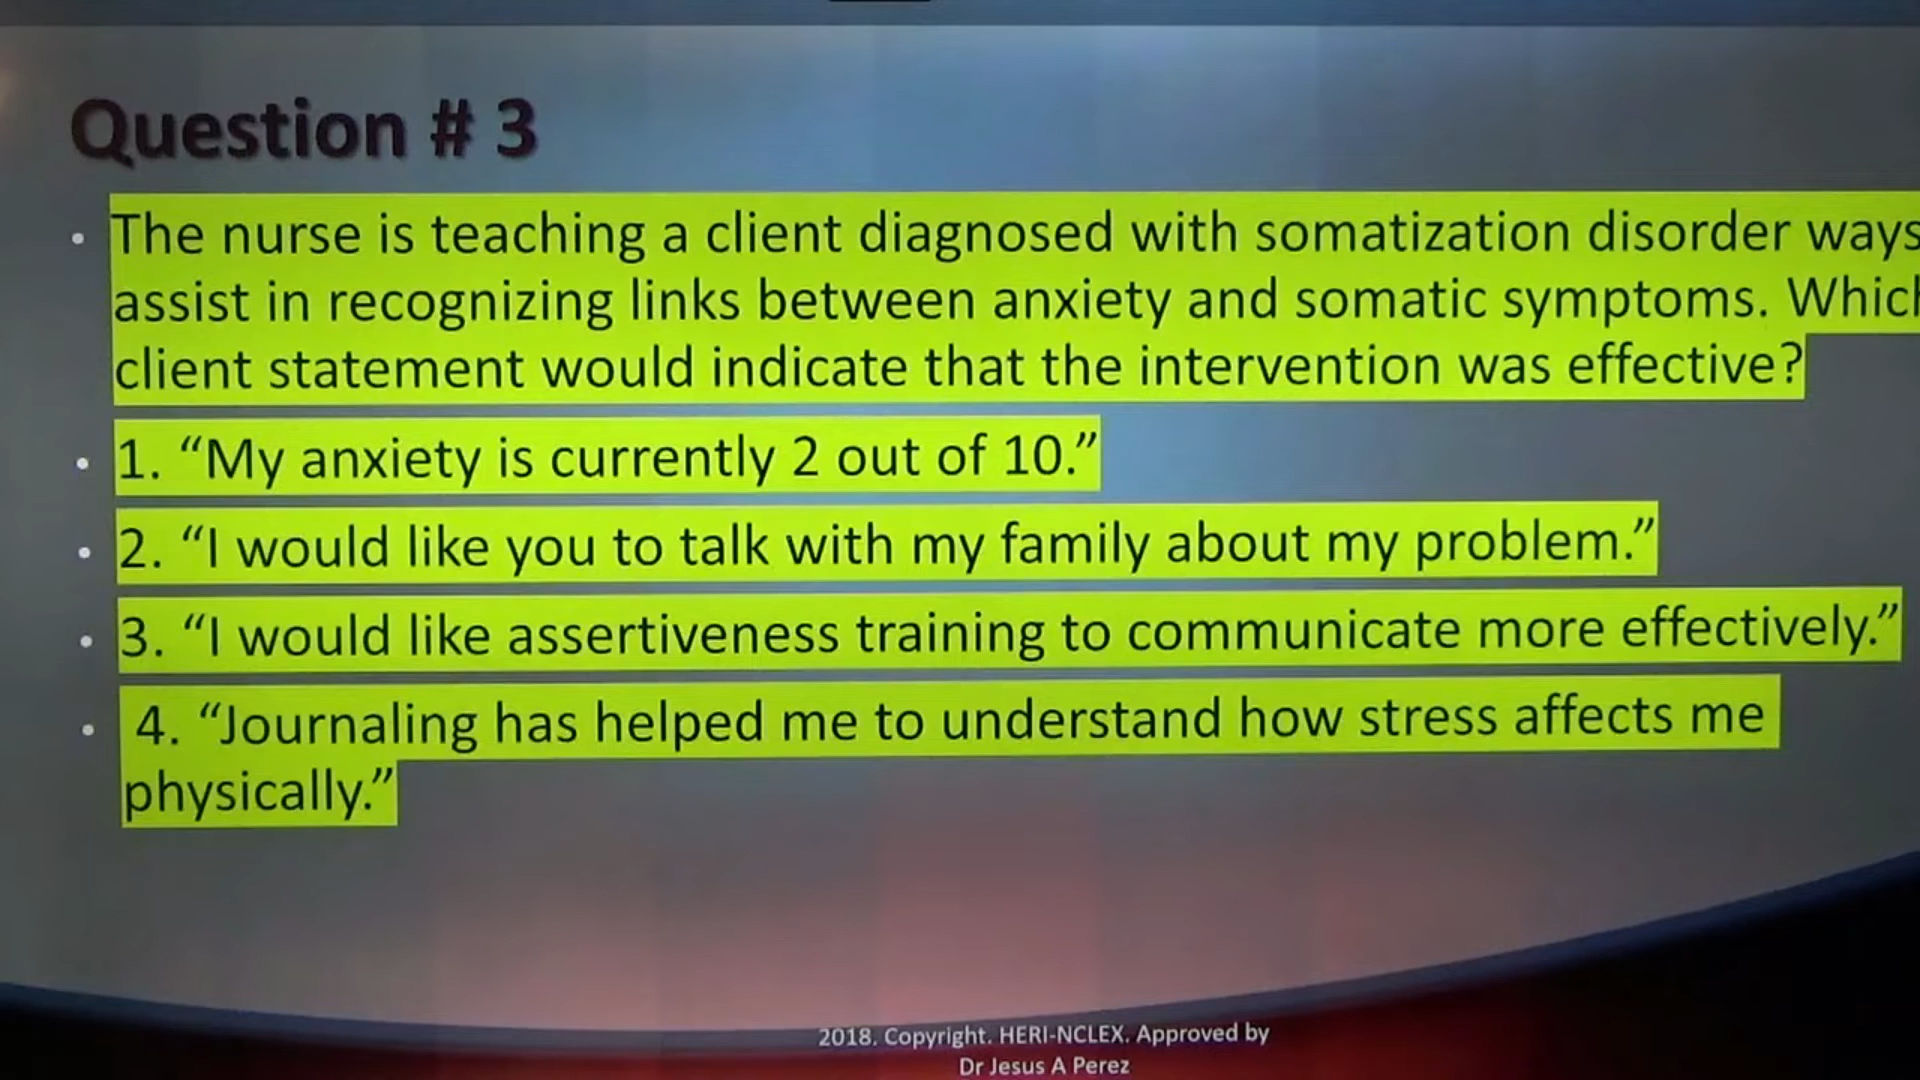 Question # 3
• The nurse is teaching a client diagnosed with somatization disorder ways
assist in recognizing links between anxiety and somatic symptoms. Which
client statement would indicate that the intervention was effective?
• 1. “My anxiety is currently 2 out of 10.”
• 2. “I would like you to talk with my family about my problem.”
• 3. “I would like assertiveness training to communicate more effectively.”
• 4. “Journaling has helped me to understand how stress affects me
physically.”
2018. Copyright. HERI-NCLEX. Approved by
Dr Jesus A Perez